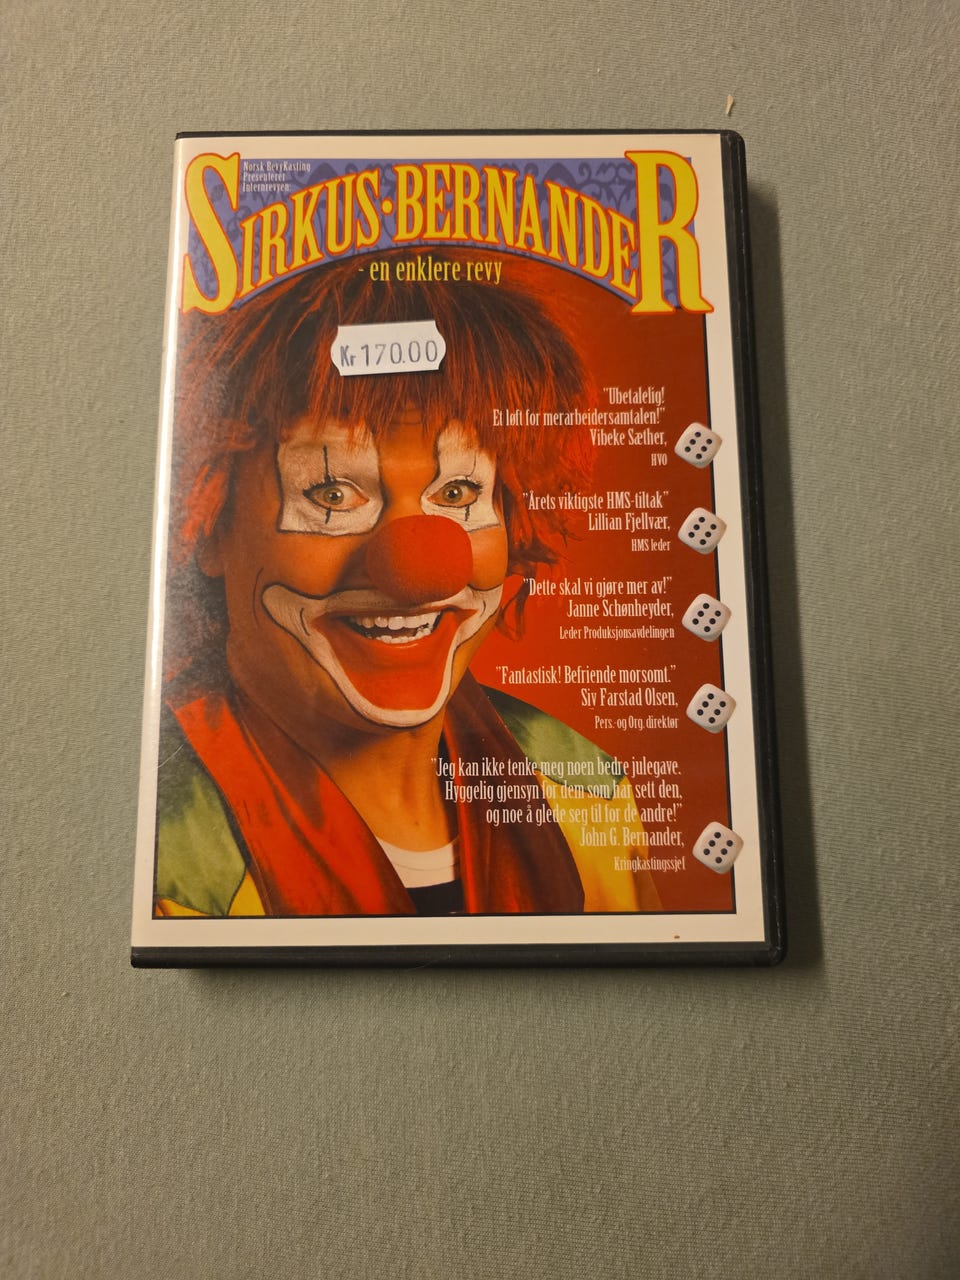 Norsk RevyKasting
Presenterer
Internrevyen:
SIRKUS·BERNANDER
- en enklere revy
Kr 170.00
"Ubetalelig!
Et løft for merarbeidersamtalen!"
Vibeke Sæther,
HVO
"Årets viktigste HMS-tiltak"
Lillian Fjellvær,
HMS leder
"Dette skal vi gjøre mer av!"
Janne Schønheyder,
Leder Produksjonsavdelingen
"Fantastisk! Befriende morsomt."
Siv Farstad Olsen,
Pers.- og Org. direktør
"Jeg kan ikke tenke meg noen bedre julegave.
Hyggelig gjensyn for dem som har sett den,
og noe å glede seg til for de andre!"
John G. Bernander,
Kringkastingssjef